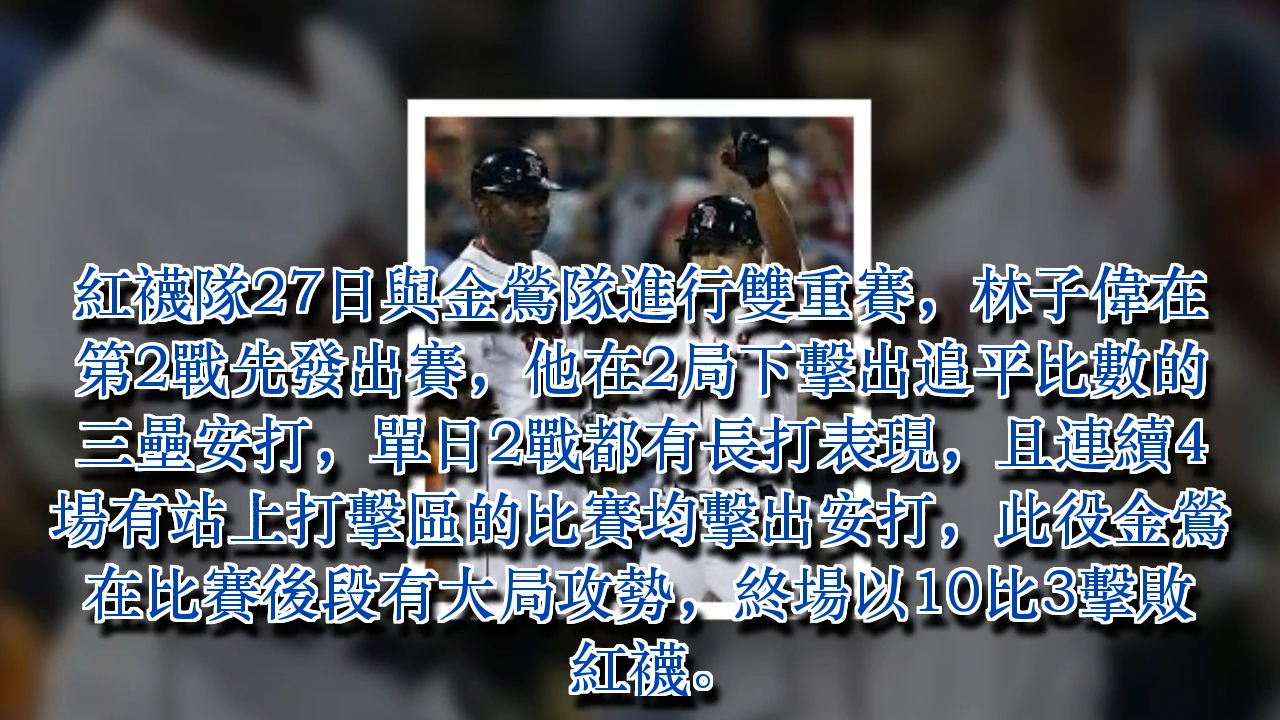 紅襪隊27日與金鶯隊進行雙重賽，林子偉在
第2戰先發出賽，他在2局下擊出追平比數的
三壘安打，單日2戰都有長打表現，且連續4
場有站上打擊區的比賽均擊出安打，此役金鶯
在比賽後段有大局攻勢，終場以10比3擊敗
紅襪。